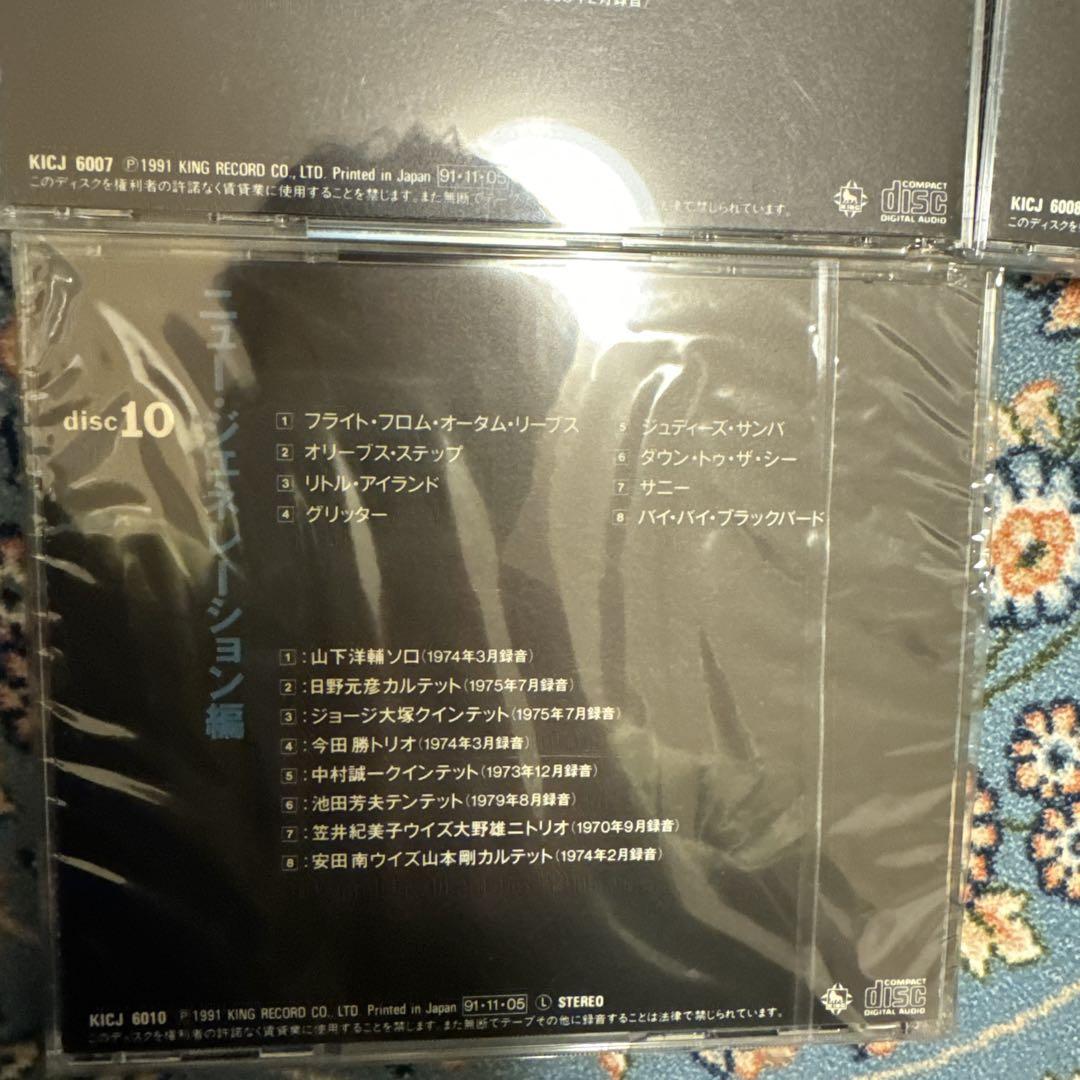 KICJ 6007 Ⓟ1991 KING RECORD CO., LTD. Printed in Japan 91・11・05
このディスクを権利者の許諾なく賃貸業に使用することを禁じます。また無断でテー 法律で禁じられています。
KING
COMPACT
disc
DIGITAL AUDIO
KICJ 6008
このディスクを
ニュー・ジェネレーション編
disc10
1 フライト・フロム・オータム・リーブス
2 オリーブス・ステップ
3 リトル・アイランド
4 グリッター
5 ジュディーズ・サンバ
6 ダウン・トゥ・ザ・シー
7 サニー
8 バイ・バイ・ブラックバード
1:山下洋輔ソロ(1974年3月録音)
2:日野元彦カルテット(1975年7月録音)
3:ジョージ大塚クインテット(1975年7月録音)
4:今田 勝トリオ(1974年3月録音)
5:中村誠一クインテット(1973年12月録音)
6:池田芳夫テンテット(1979年8月録音)
7:笠井紀美子ウイズ大野雄二トリオ(1970年9月録音)
8:安田 南ウイズ山本剛カルテット(1974年2月録音)
KICJ 6010 Ⓟ1991 KING RECORD CO., LTD Printed in Japan 91・11・05 Ⓛ STEREO
このディスクを権利者の許諾なく賃貸業に使用することを禁じます。また無断でテープその他に録音することは法律で禁じられています。
KING
COMPACT
disc
DIGITAL AUDIO